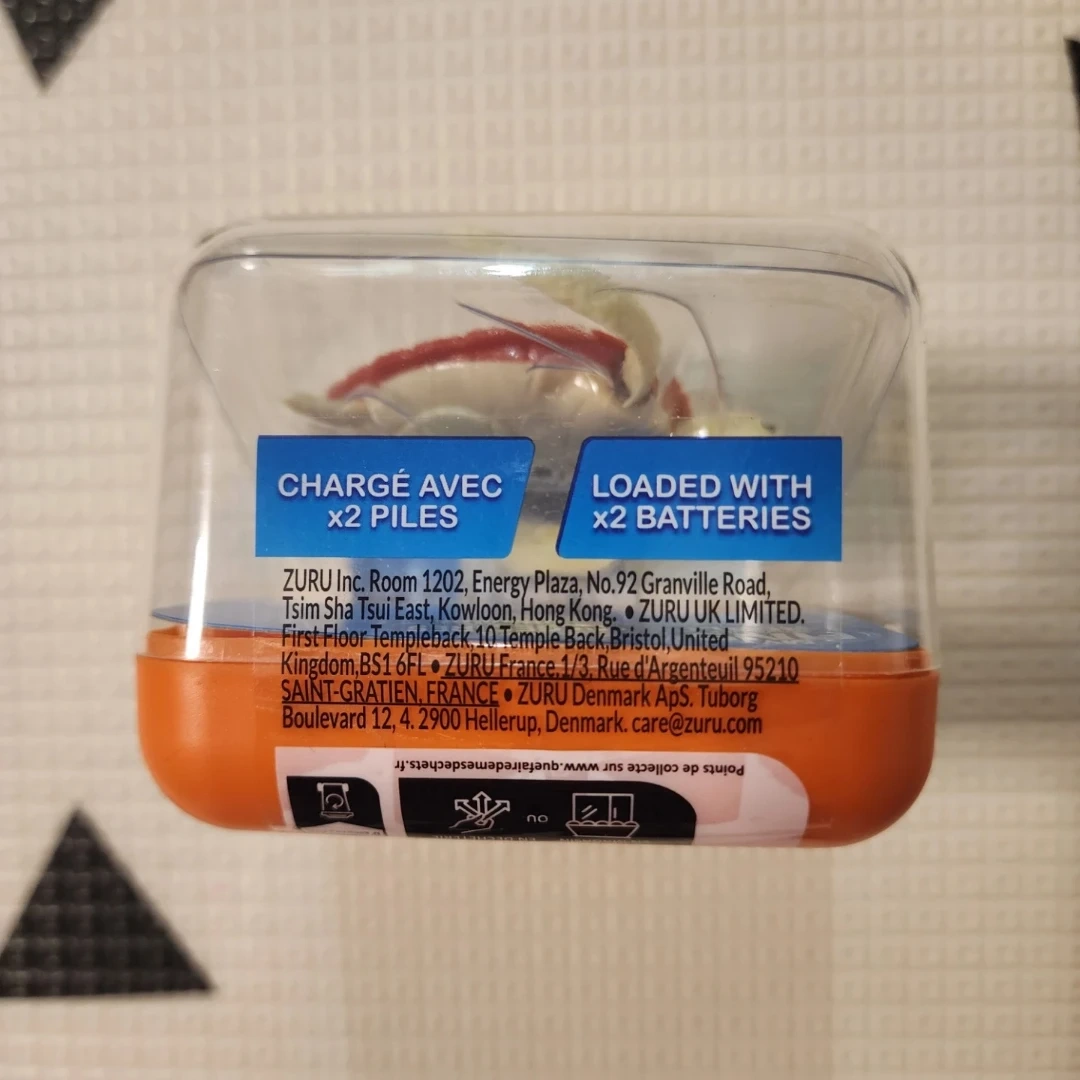 CHARGÉ AVEC
x2 PILES
LOADED WITH
x2 BATTERIES
ZURU Inc. Room 1202, Energy Plaza, No.92 Granville Road,
Tsim Sha Tsui East, Kowloon, Hong Kong. • ZURU UK LIMITED.
First Floor Templeback,10 Temple Back,Bristol,United
Kingdom,BS1 6FL • ZURU France.1/3, Rue d'Argenteuil 95210
SAINT-GRATIEN. FRANCE • ZURU Denmark ApS. Tuborg
Boulevard 12, 4. 2900 Hellerup, Denmark. care@zuru.com
Points de collecte sur www.quefairedemesdechets.fr
OU